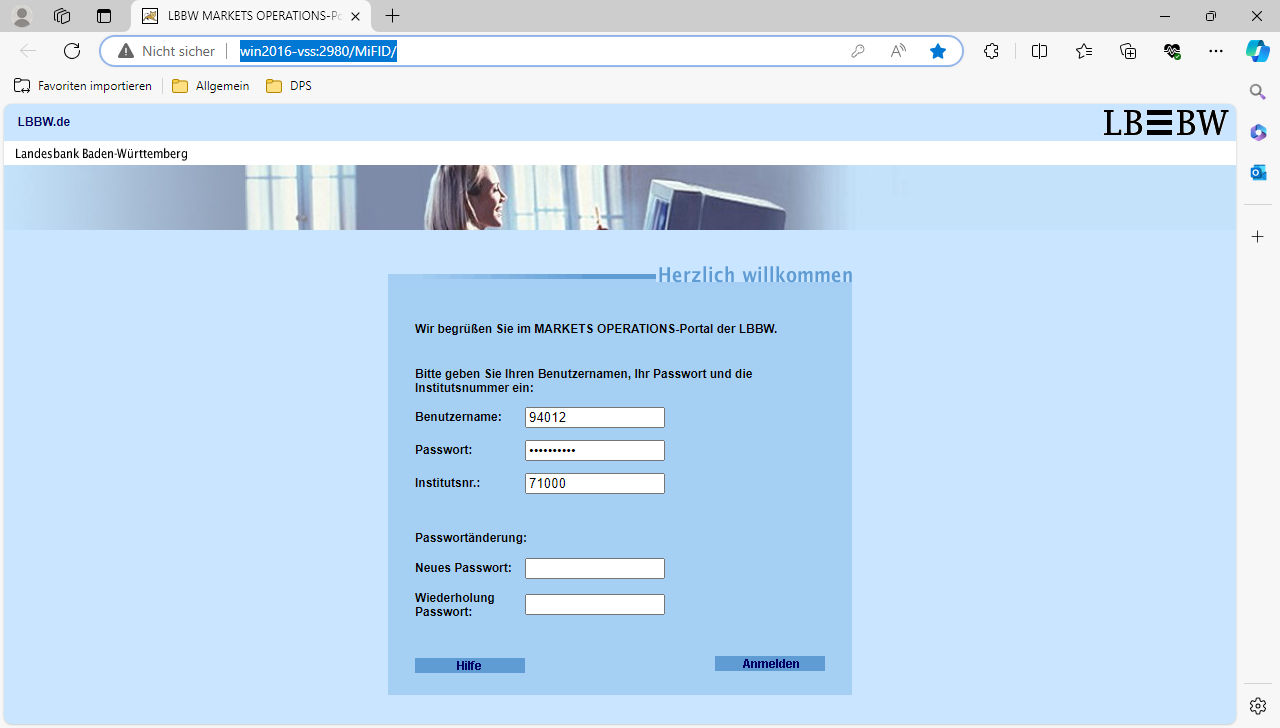 LBBW MARKETS OPERATIONS-Po
Nicht sicher
win2016-vss:2980/MiFID/
Favoriten importieren
Allgemein
DPS
LBBW.de
LB BW
Landesbank Baden-Württemberg
Herzlich willkommen
Wir begrüßen Sie im MARKETS OPERATIONS-Portal der LBBW.
Bitte geben Sie Ihren Benutzernamen, Ihr Passwort und die
Institutsnummer ein:
Benutzername: 94012
Passwort: ••••••••••
Institutsnr.: 71000
Passwortänderung:
Neues Passwort:
Wiederholung
Passwort:
Hilfe
Anmelden